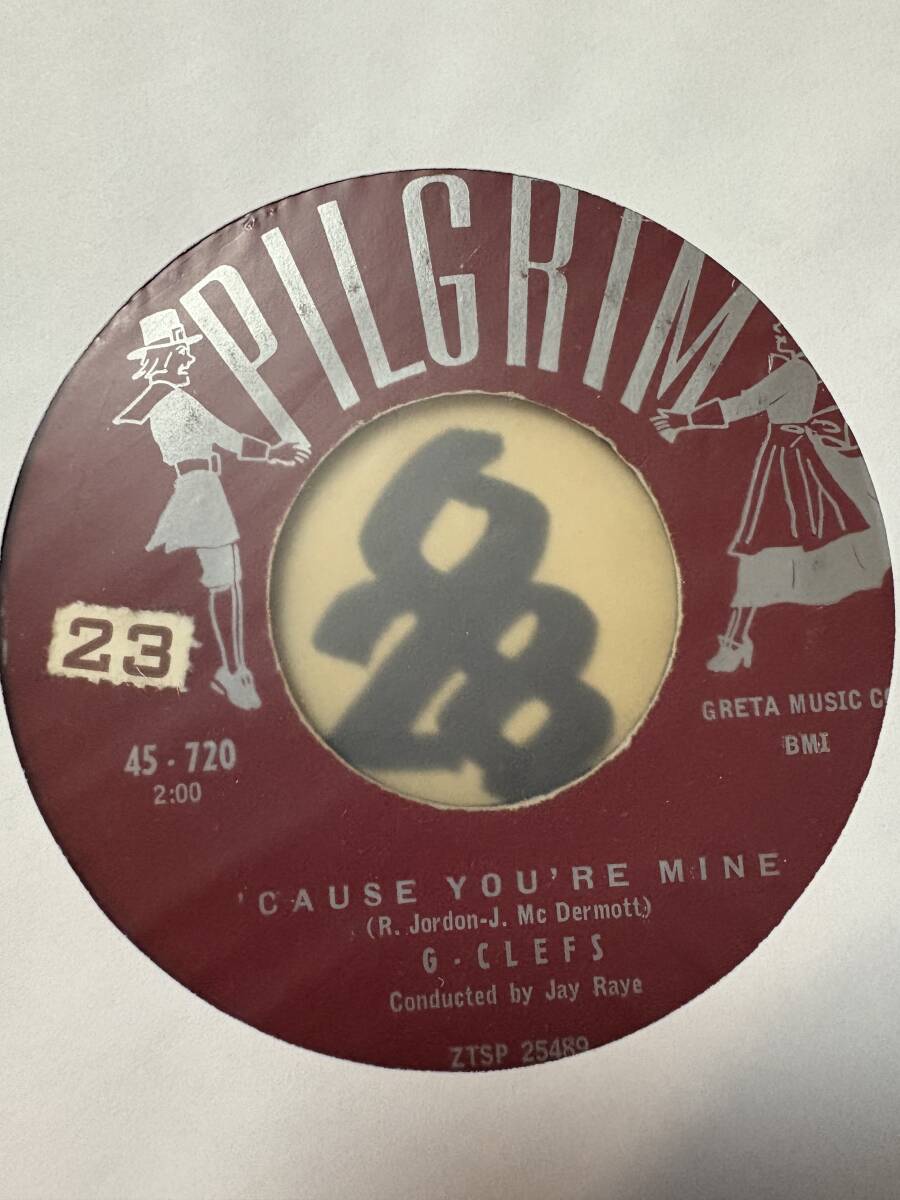 PILGRIM
23
45 - 720
2:00
GRETA MUSIC
BMI
'CAUSE YOU'RE MINE
(R. Jordon-J. Mc Dermott)
G - CLEFS
Conducted by Jay Raye
ZTSP 25489